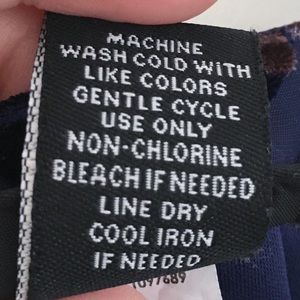 MACHINE
WASH COLD WITH
LIKE COLORS
GENTLE CYCLE
USE ONLY
NON-CHLORINE
BLEACH IF NEEDED
LINE DRY
COOL IRON
IF NEEDED